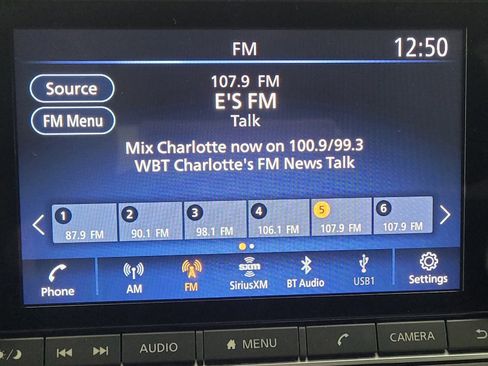 FM
12:50
Source
107.9 FM
E'S FM
FM Menu
Talk
Mix Charlotte now on 100.9/99.3
WBT Charlotte's FM News Talk
1 2 3 4 5 6
87.9 FM 90.1 FM 98.1 FM 106.1 FM 107.9 FM 107.9 FM
Phone
AM
FM
sxm
SiriusXM
BT Audio
USB1
Settings
AUDIO
MENU
CAMERA